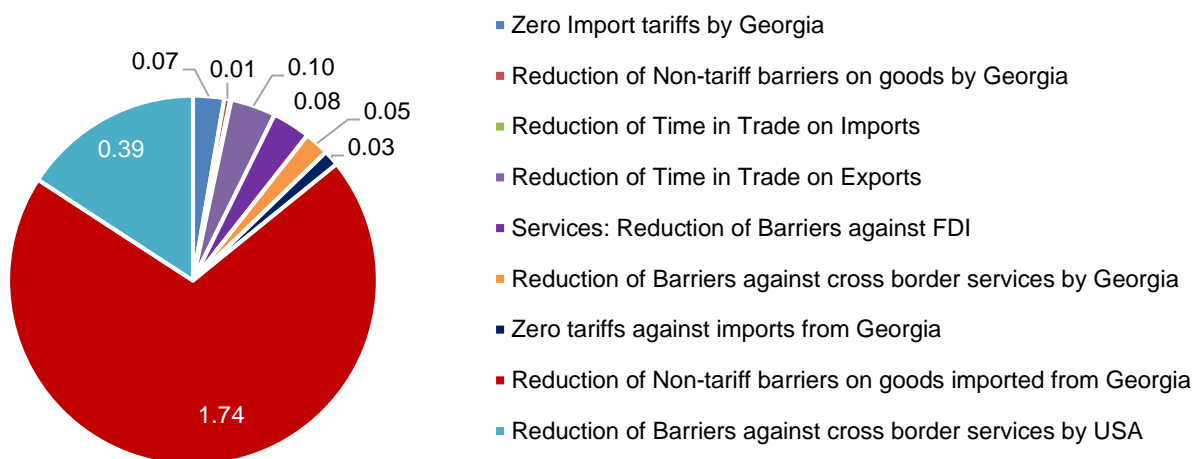 0.07
0.01
0.10
0.08
0.05
0.03
0.39
1.74
Zero Import tariffs by Georgia
Reduction of Non-tariff barriers on goods by Georgia
Reduction of Time in Trade on Imports
Reduction of Time in Trade on Exports
Services: Reduction of Barriers against FDI
Reduction of Barriers against cross border services by Georgia
Zero tariffs against imports from Georgia
Reduction of Non-tariff barriers on goods imported from Georgia
Reduction of Barriers against cross border services by USA